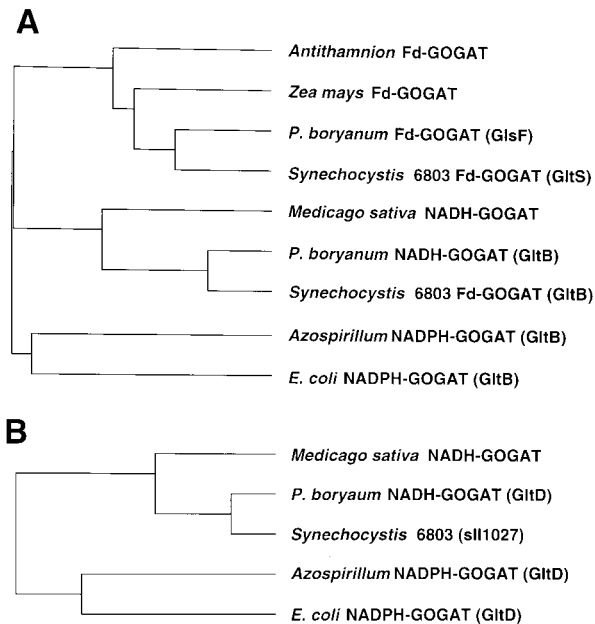 A
Antithamnion Fd-GOGAT
Zea mays Fd-GOGAT
P. boryanum Fd-GOGAT (GlsF)
Synechocystis 6803 Fd-GOGAT (GltS)
Medicago sativa NADH-GOGAT
P. boryanum NADH-GOGAT (GltB)
Synechocystis 6803 Fd-GOGAT (GltB)
Azospirillum NADPH-GOGAT (GltB)
E. coli NADPH-GOGAT (GltB)
B
Medicago sativa NADH-GOGAT
P. boryaum NADH-GOGAT (GltD)
Synechocystis 6803 (sll1027)
Azospirillum NADPH-GOGAT (GltD)
E. coli NADPH-GOGAT (GltD)